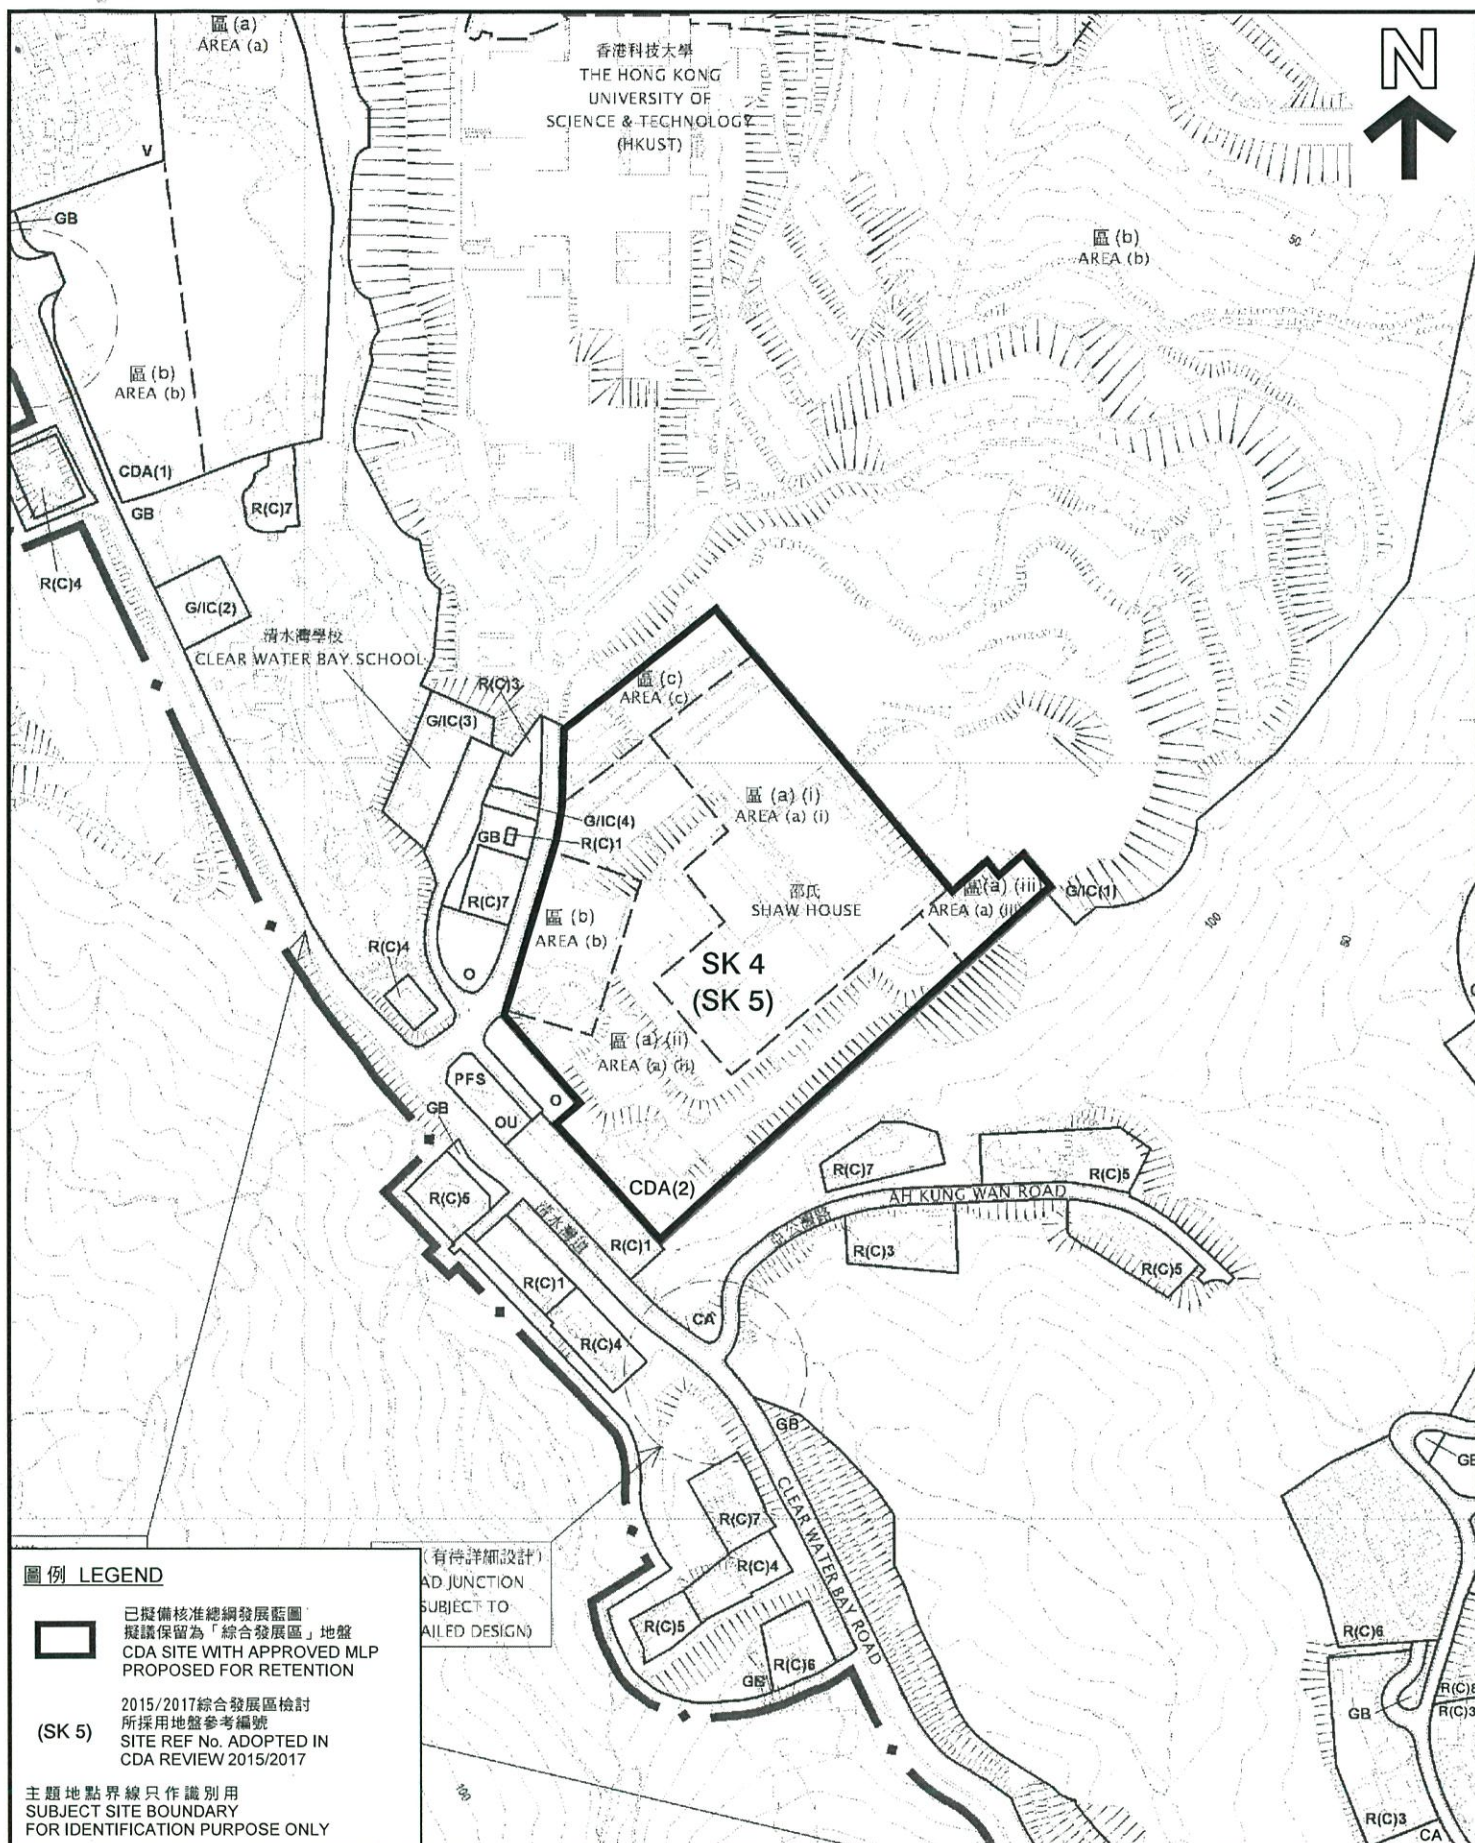 區 (a)
AREA (a)
香港科技大學
THE HONG KONG
UNIVERSITY OF
SCIENCE & TECHNOLOGY
(HKUST)
N
V
GB
區 (b)
AREA (b)
50
區 (b)
AREA (b)
CDA(1)
GB
R(C)7
R(C)4
G/IC(2)
清水灣學校
CLEAR WATER BAY SCHOOL
R(C)3
G/IC(3)
區 (c)
AREA (c)
區 (a) (i)
AREA (a) (i)
G/IC(4)
GB
R(C)1
R(C)7
邵氏
SHAW HOUSE
區 (a) (iii)
AREA (a) (iii)
G/IC(1)
區 (b)
AREA (b)
100
R(C)4
O
SK 4
(SK 5)
區 (a) (ii)
AREA (a) (ii)
PFS
GB
O
OU
R(C)5
CDA(2)
R(C)7
R(C)5
AH KUNG WAN ROAD
亞公灣路
清水灣道
R(C)1
R(C)3
R(C)5
R(C)1
CA
R(C)4
GB
CLEAR WATER BAY ROAD
R(C)7
R(C)4
R(C)5
R(C)6
GB
R(C)6
GB
R(C)3
R(C)3
CA
(有待詳細設計)
AD JUNCTION
SUBJECT TO
AILED DESIGN)
圖例 LEGEND
已擬備核准總綱發展藍圖
擬議保留為「綜合發展區」地盤
CDA SITE WITH APPROVED MLP
PROPOSED FOR RETENTION
(SK 5)
2015/2017綜合發展區檢討
所採用地盤參考編號
SITE REF No. ADOPTED IN
CDA REVIEW 2015/2017
主題地點界線只作識別用
SUBJECT SITE BOUNDARY
FOR IDENTIFICATION PURPOSE ONLY
100